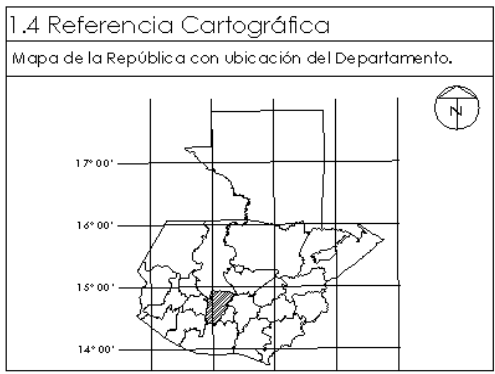 1.4 Referencia Cartográfica
Mapa de la República con ubicación del Departamento.
N
17° 00'
16° 00'
15° 00'
14° 00'